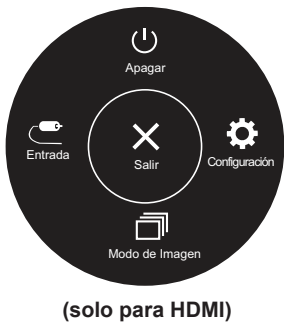 Apagar
Entrada
Salir
Configuración
Modo de Imagen
(solo para HDMI)